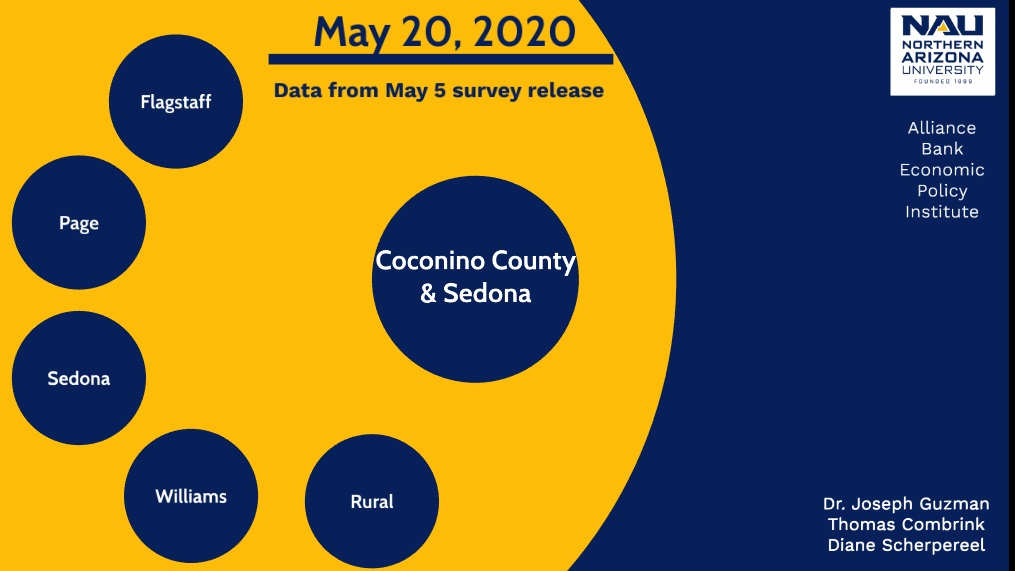 May 20, 2020
Data from May 5 survey release
Flagstaff
Page
Sedona
Williams
Rural
Coconino County
& Sedona
NAU
NORTHERN
ARIZONA
UNIVERSITY
FOUNDED 1899
Alliance
Bank
Economic
Policy
Institute
Dr. Joseph Guzman
Thomas Combrink
Diane Scherpereel